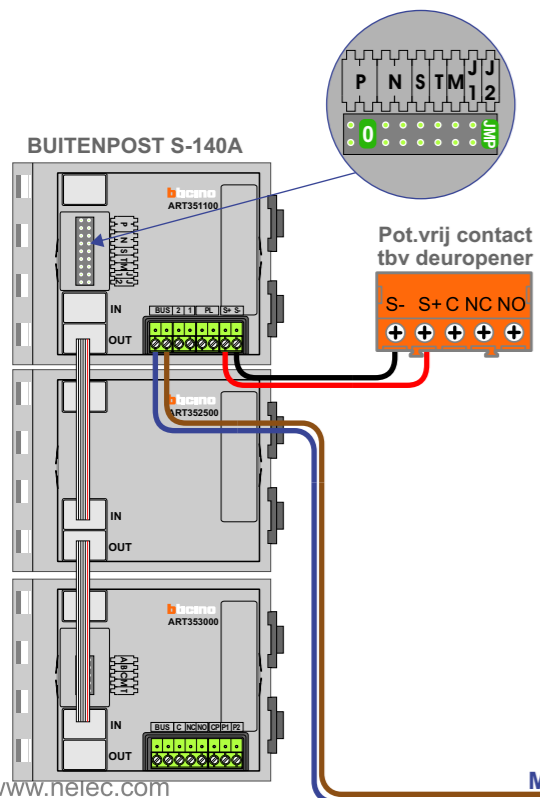 P N S T M J1 J2
0 JMP
BUITENPOST S-140A
bticino
ART351100
P N S T M J1 J2
IN
OUT
BUS 2 1 PL S+ S-
Pot.vrij contact
tbv deuropener
S- S+ C NC NO
bticino
ART352500
IN
OUT
bticino
ART353000
A B C M T
IN
OUT
BUS C NC NO CP P1 P2
www.nelec.com
M